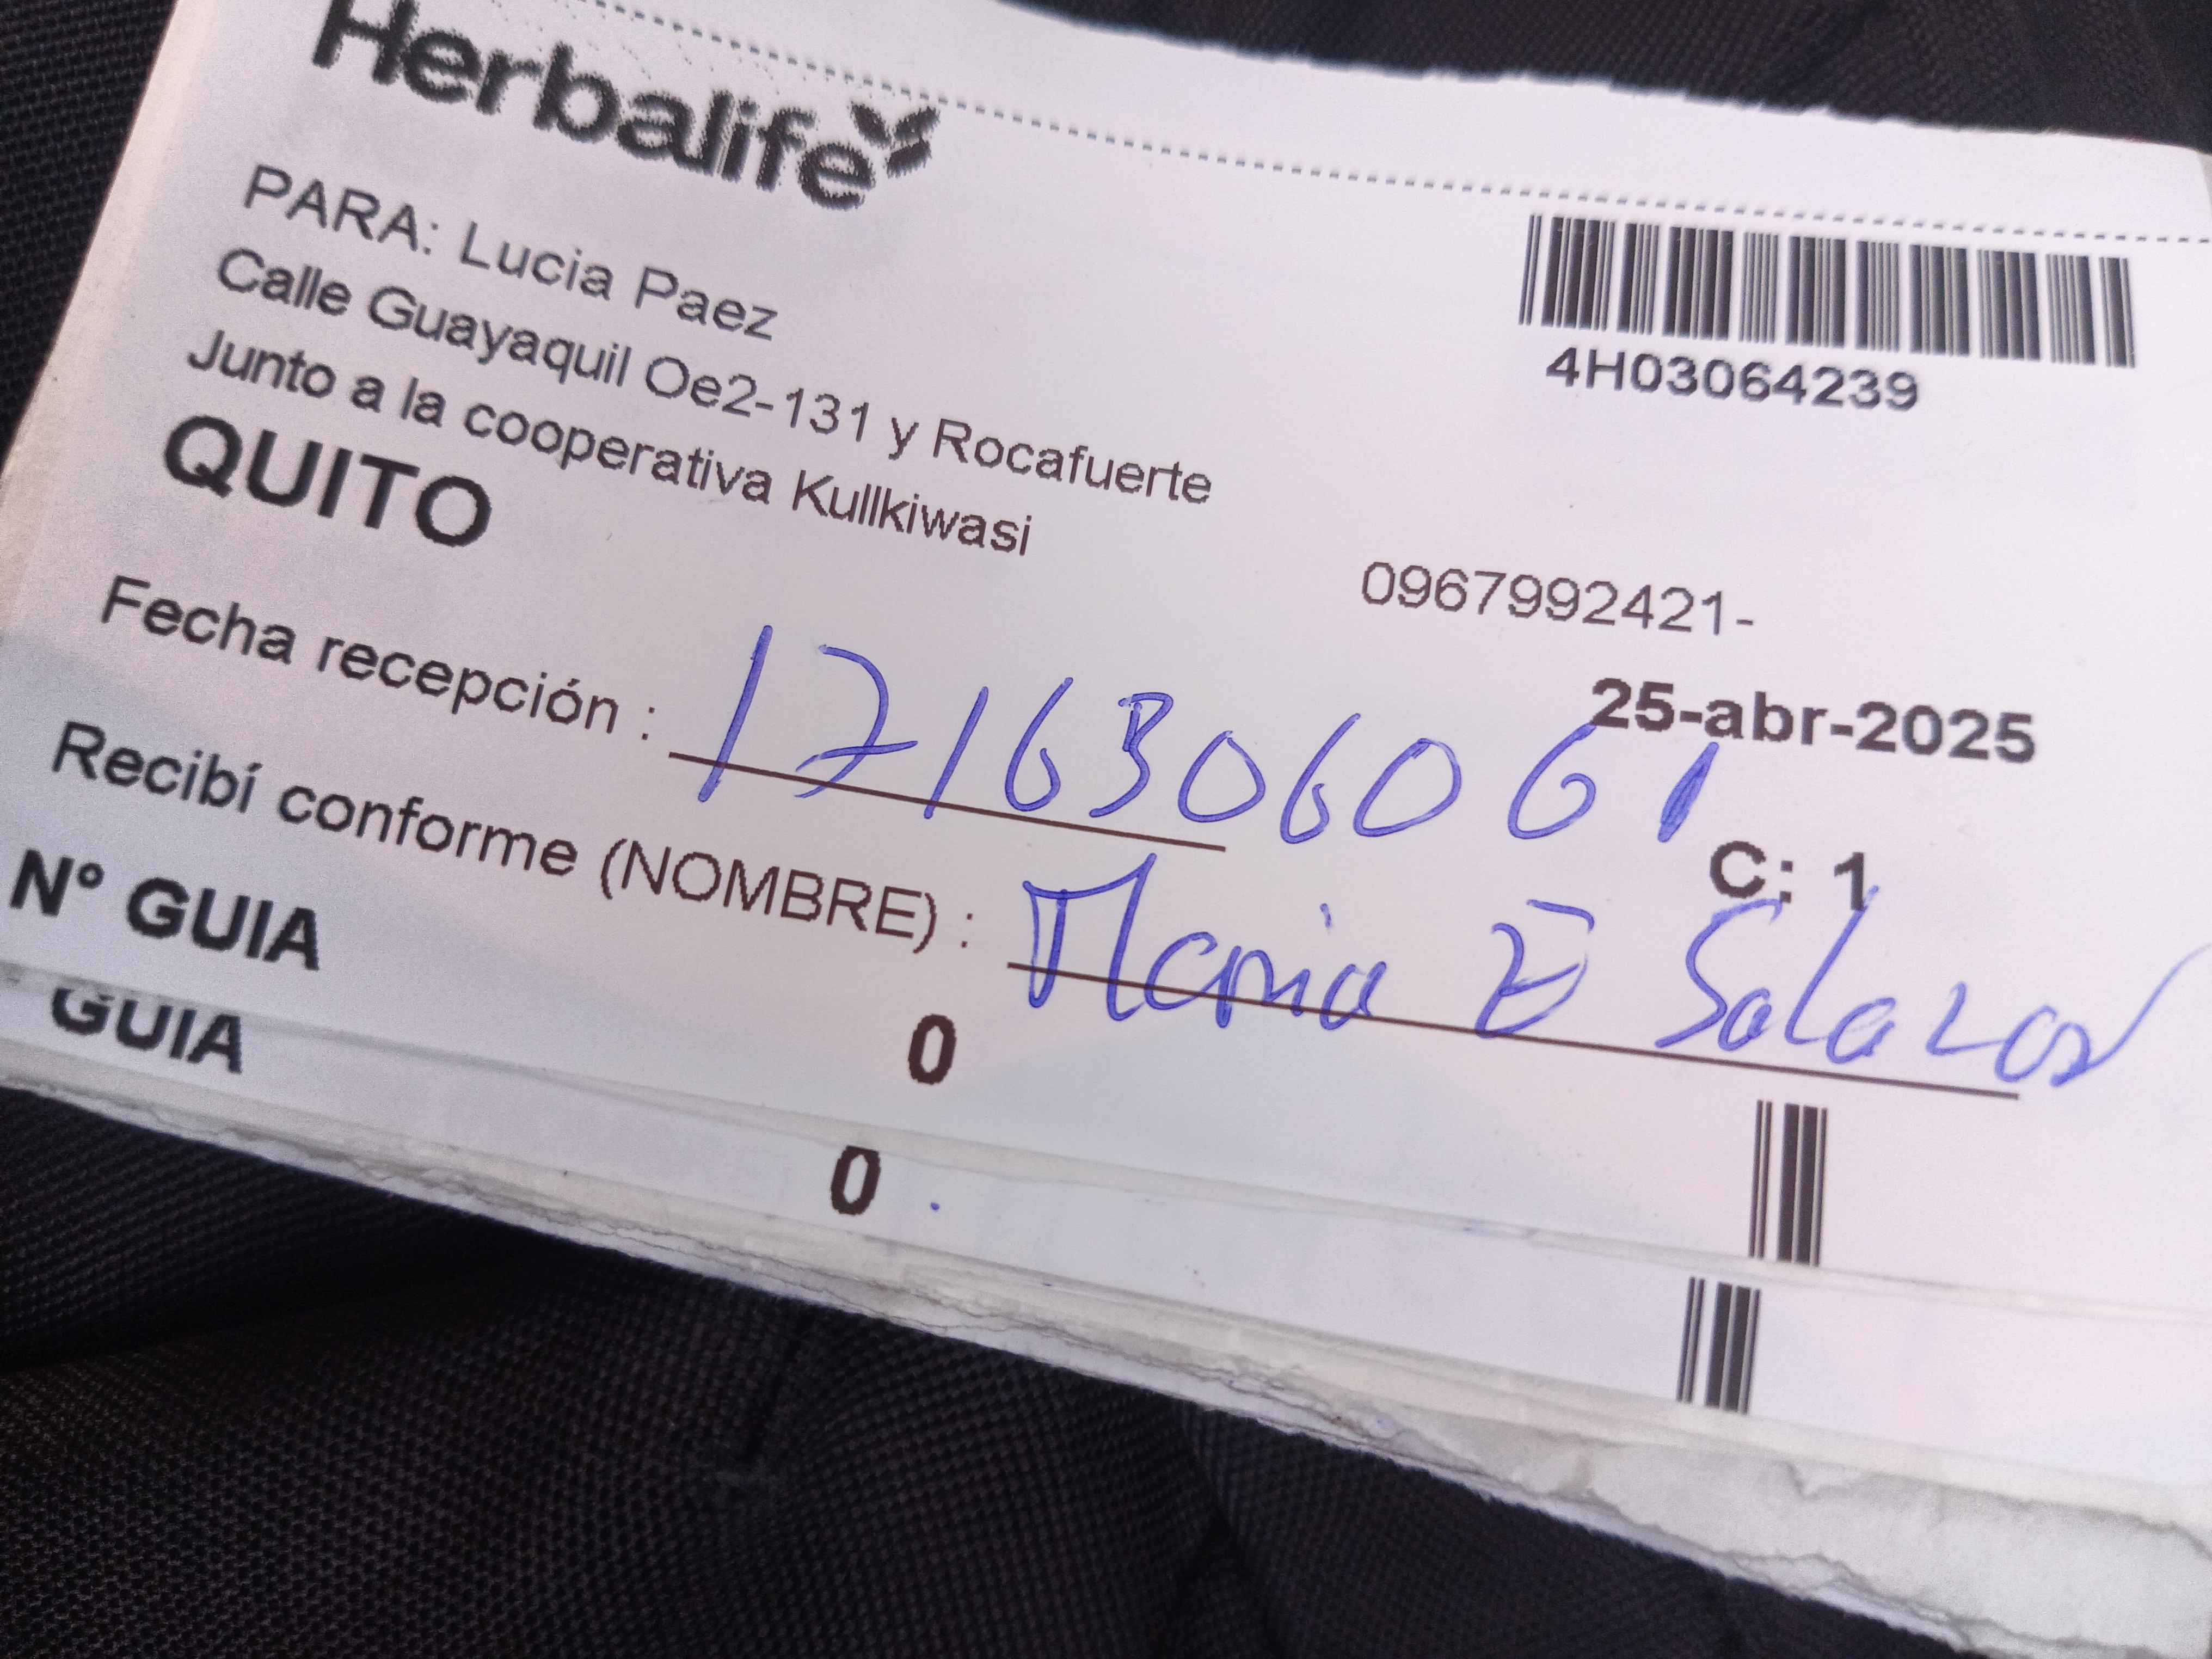 Herbalife
PARA: Lucia Paez
Calle Guayaquil Oe2-131 y Rocafuerte
Junto a la cooperativa Kullkiwasi
QUITO
4H03064239
0967992421-
25-abr-2025
Fecha recepción : 1716306061
C: 1
Recibí conforme (NOMBRE) : Maria E Salazar
N° GUIA 0
GUIA 0